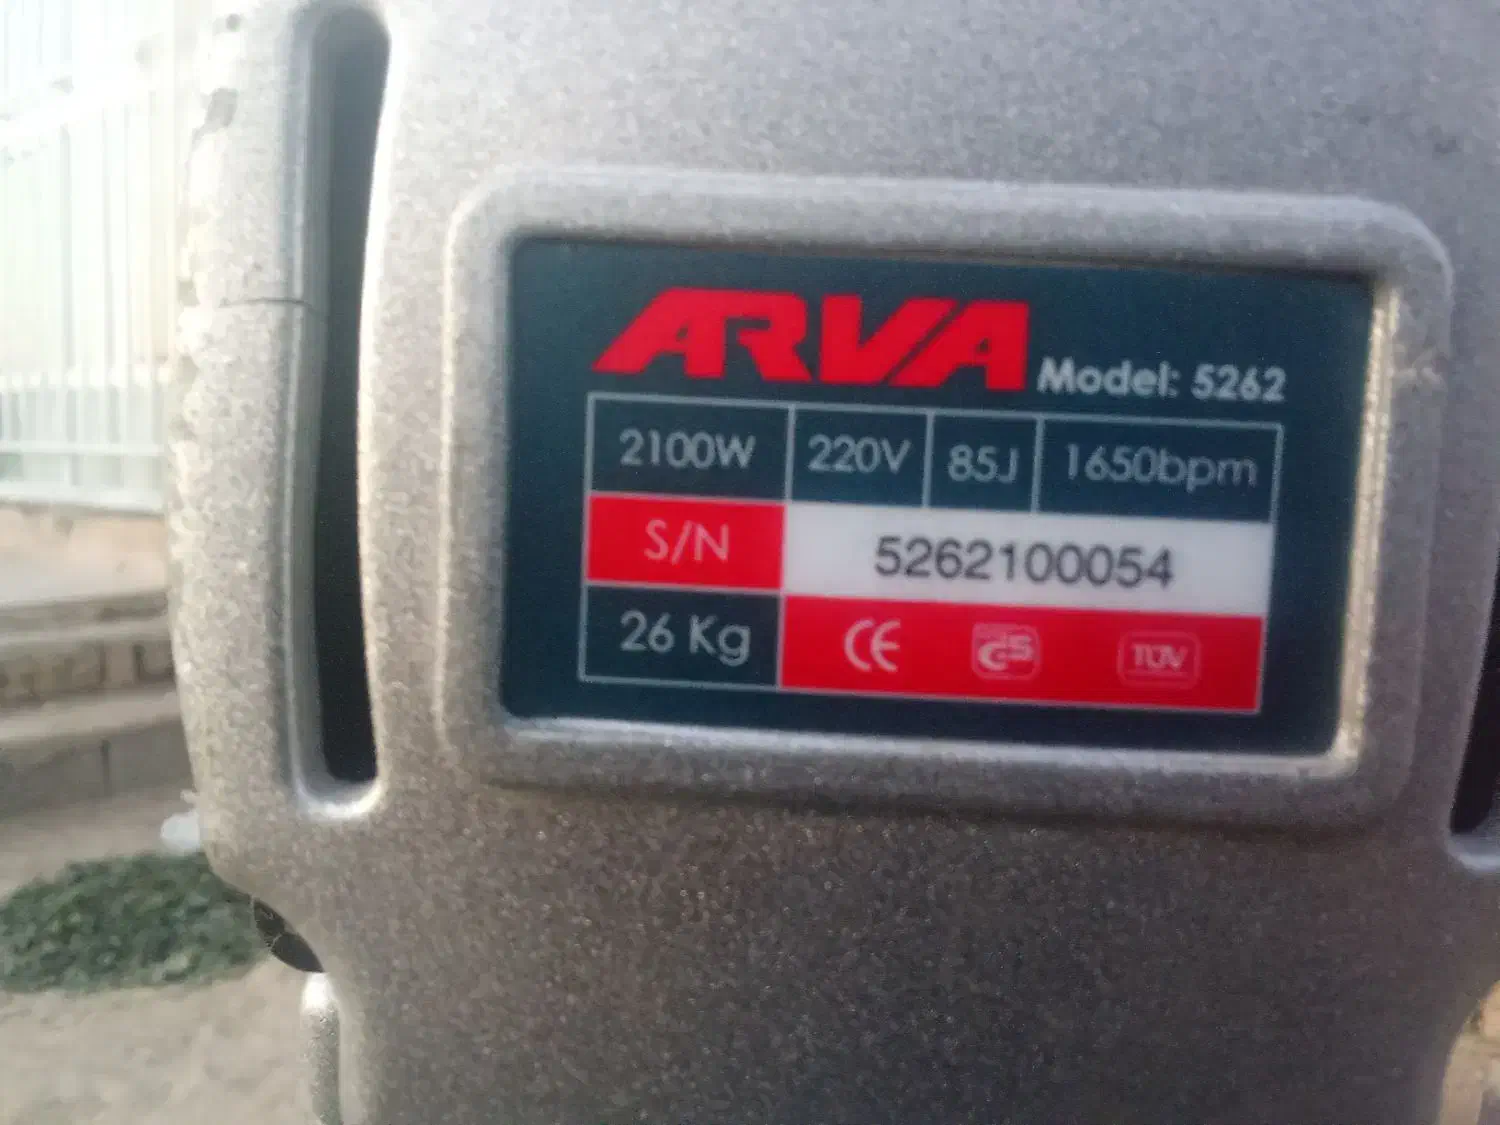 ARVA Model: 5262
2100W 220V 85J 1650bpm
S/N 5262100054
26 Kg CE GS TÜV